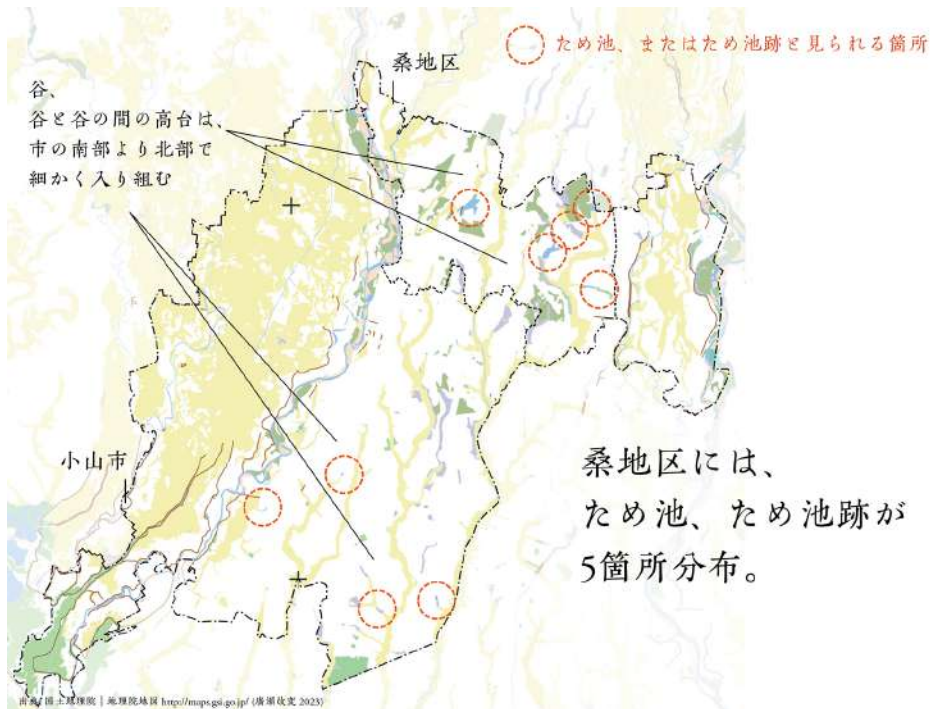 ため池、またはため池跡と見られる箇所
桑地区
谷、
谷と谷の間の高台は、
市の南部より北部で
細かく入り組む
小山市
桑地区には、
ため池、ため池跡が
5箇所分布。
出典/国土地理院 | 地理院地図 http://maps.gsi.go.jp/ (廣瀬改変 2023)